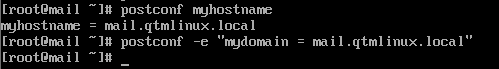 [root@mail ~]# postconf myhostname
myhostname = mail.qtmlinux.local
[root@mail ~]# postconf -e "mydomain = mail.qtmlinux.local"
[root@mail ~]# _